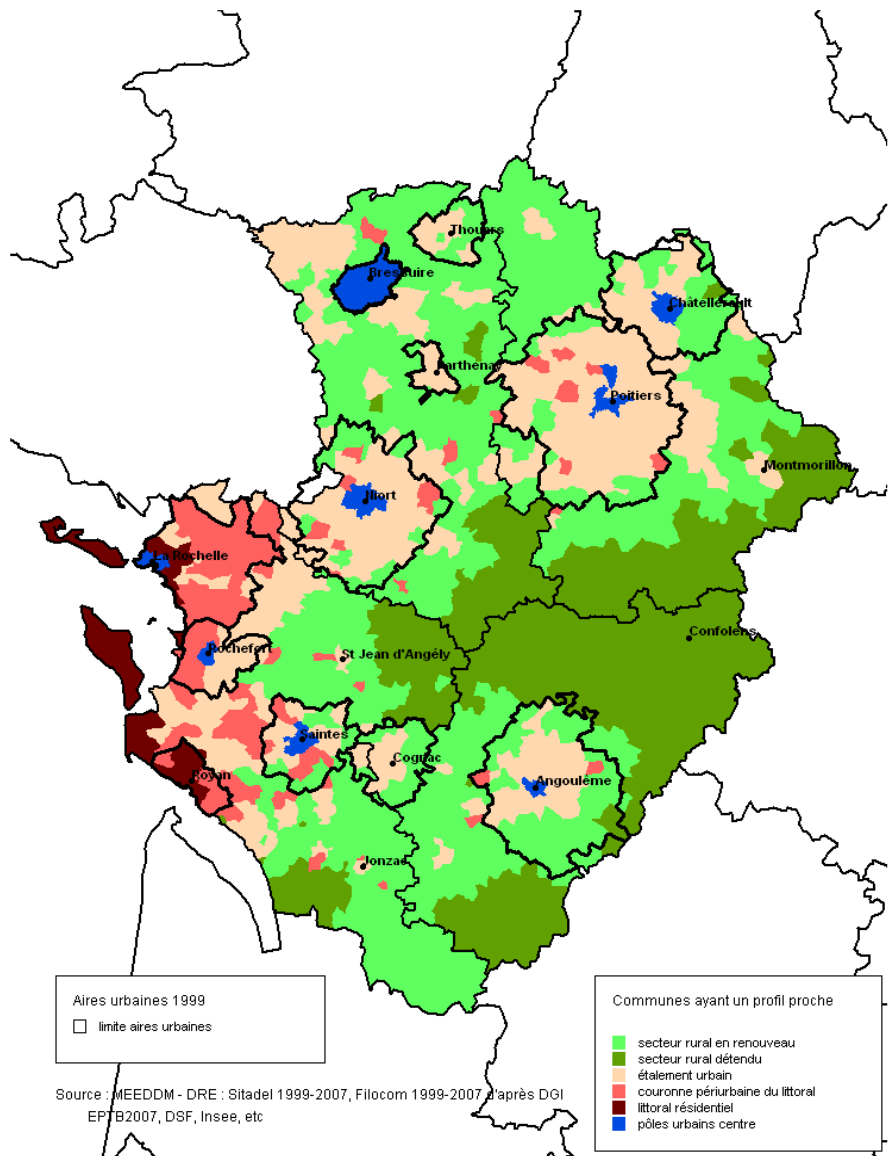 Thouars
Bressuire
Châtellerault
Parthenay
Poitiers
Montmorillon
Niort
La Rochelle
Confolens
Rochefort
St Jean d'Angély
Saintes
Cognac
Royan
Angoulême
Jonzac
Aires urbaines 1999
limite aires urbaines
Communes ayant un profil proche
secteur rural en renouveau
secteur rural détendu
étalement urbain
couronne périurbaine du littoral
littoral résidentiel
pôles urbains centre
Source : MEEDDM - DRE : Sitadel 1999-2007, Filocom 1999-2007 d'après DGI
EPTB2007, DSF, Insee, etc